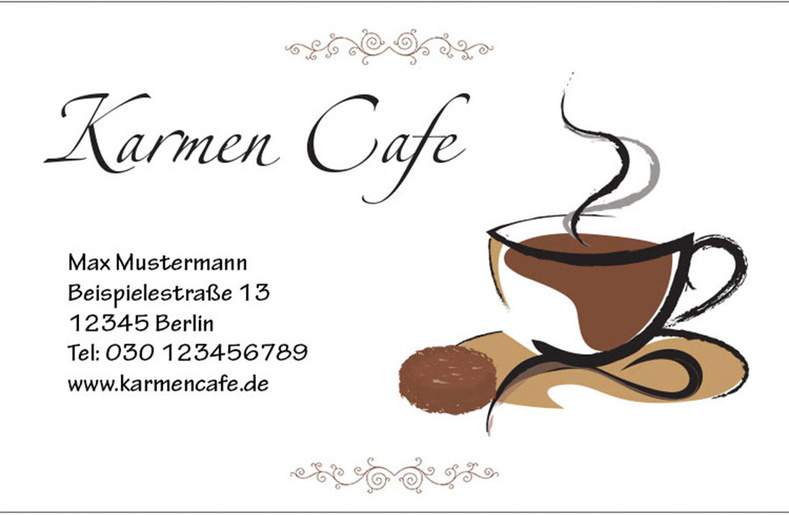 Karmen Cafe
Max Mustermann
Beispielestraße 13
12345 Berlin
Tel: 030 123456789
www.karmencafe.de